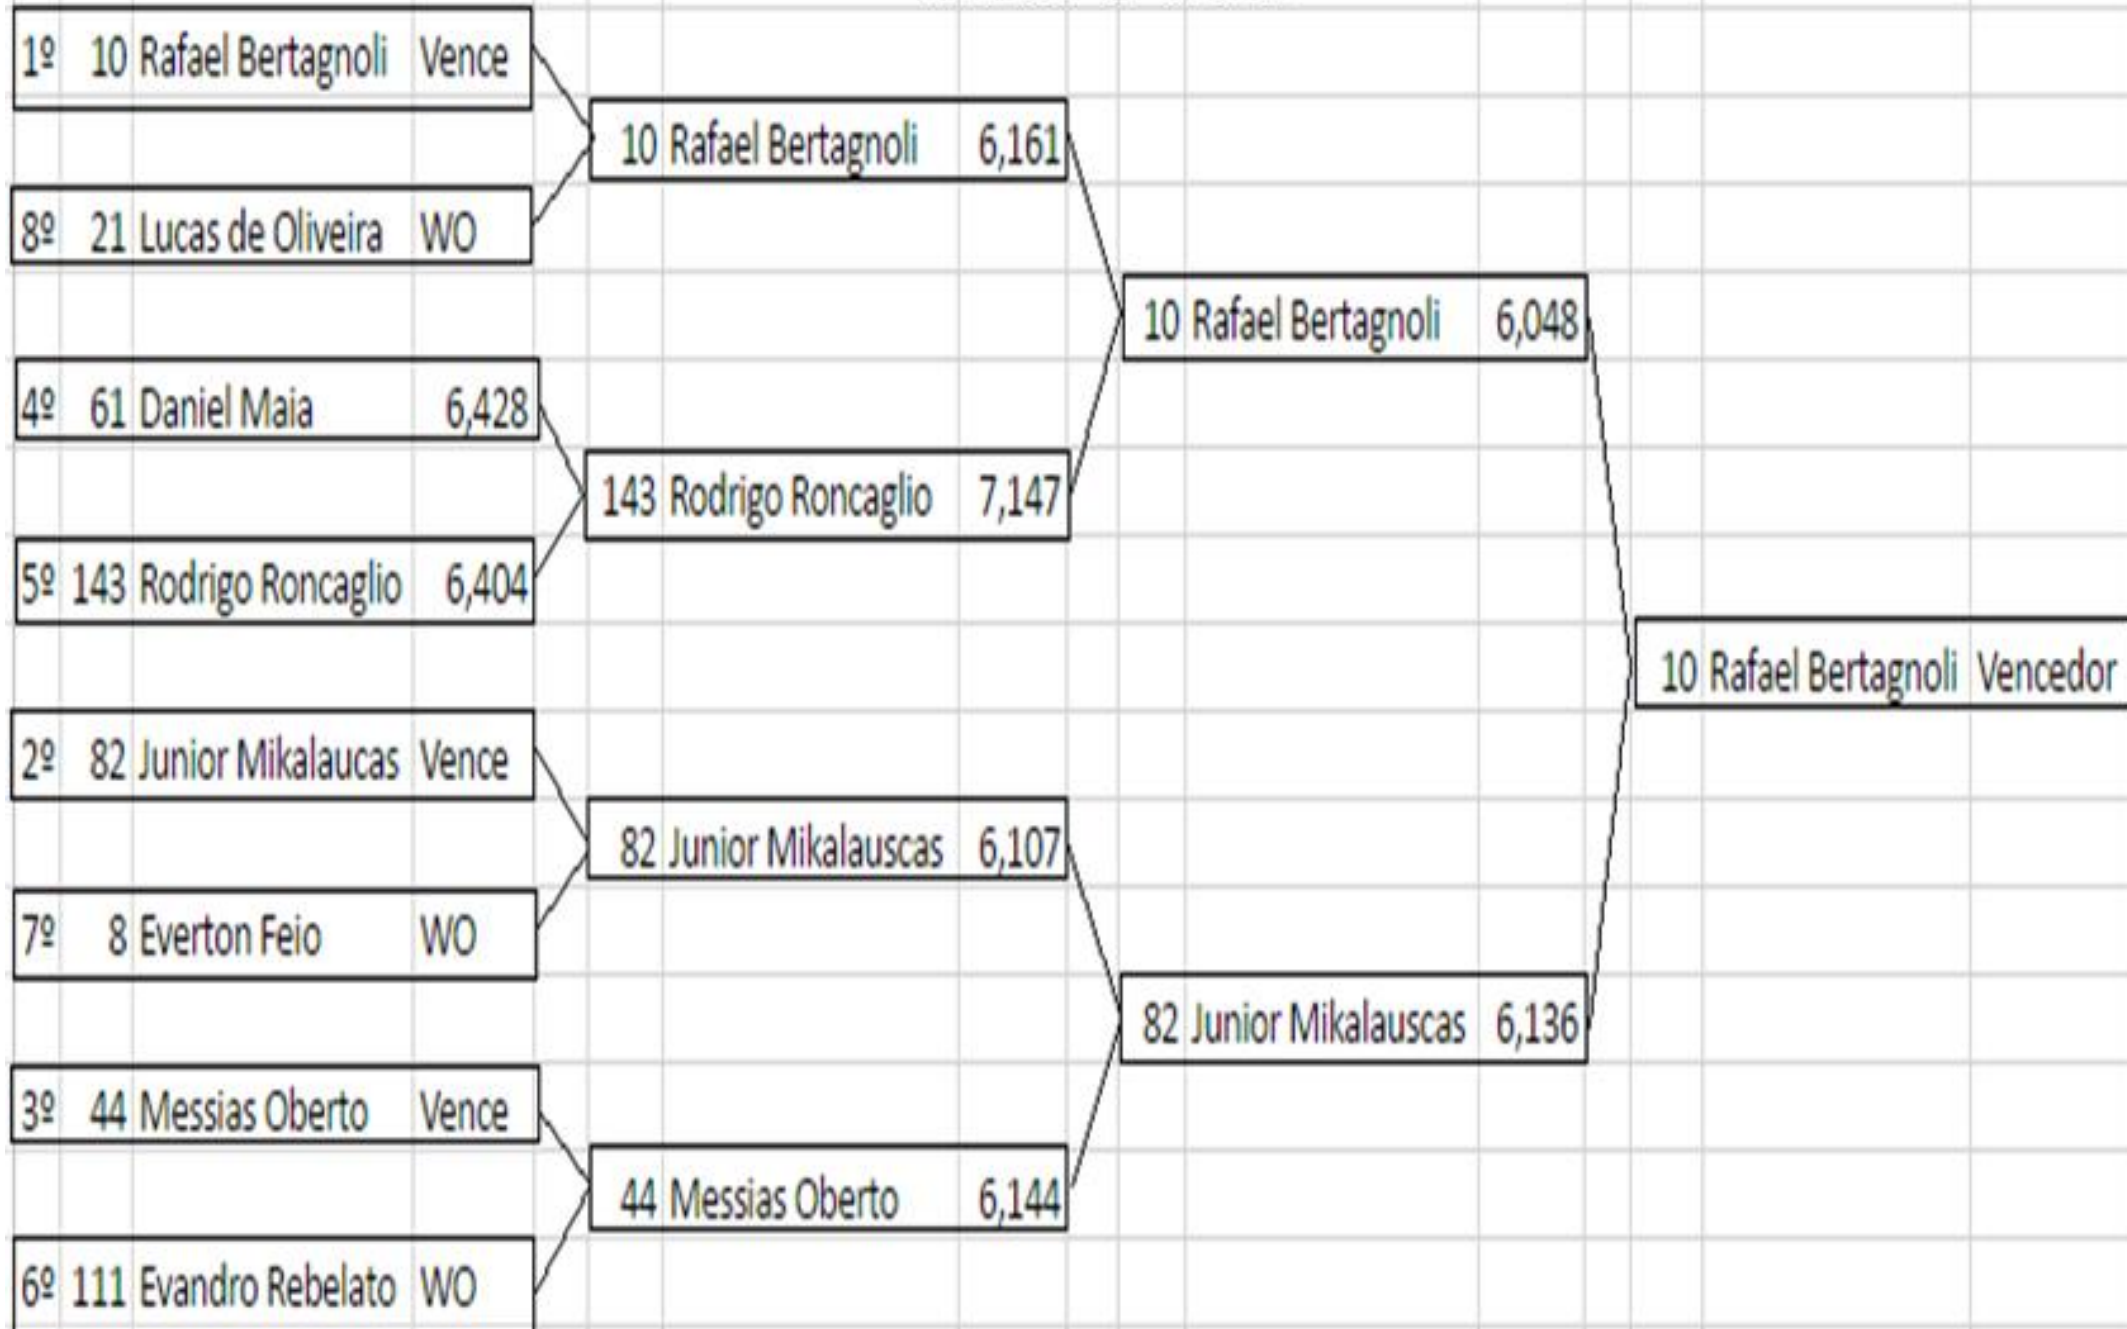 1º 10 Rafael Bertagnoli Vence
10 Rafael Bertagnoli 6,161
8º 21 Lucas de Oliveira WO
10 Rafael Bertagnoli 6,048
4º 61 Daniel Maia 6,428
143 Rodrigo Roncaglio 7,147
5º 143 Rodrigo Roncaglio 6,404
10 Rafael Bertagnoli Vencedor
2º 82 Junior Mikalaucas Vence
82 Junior Mikalauscas 6,107
7º 8 Everton Feio WO
82 Junior Mikalauscas 6,136
3º 44 Messias Oberto Vence
44 Messias Oberto 6,144
6º 111 Evandro Rebelato WO